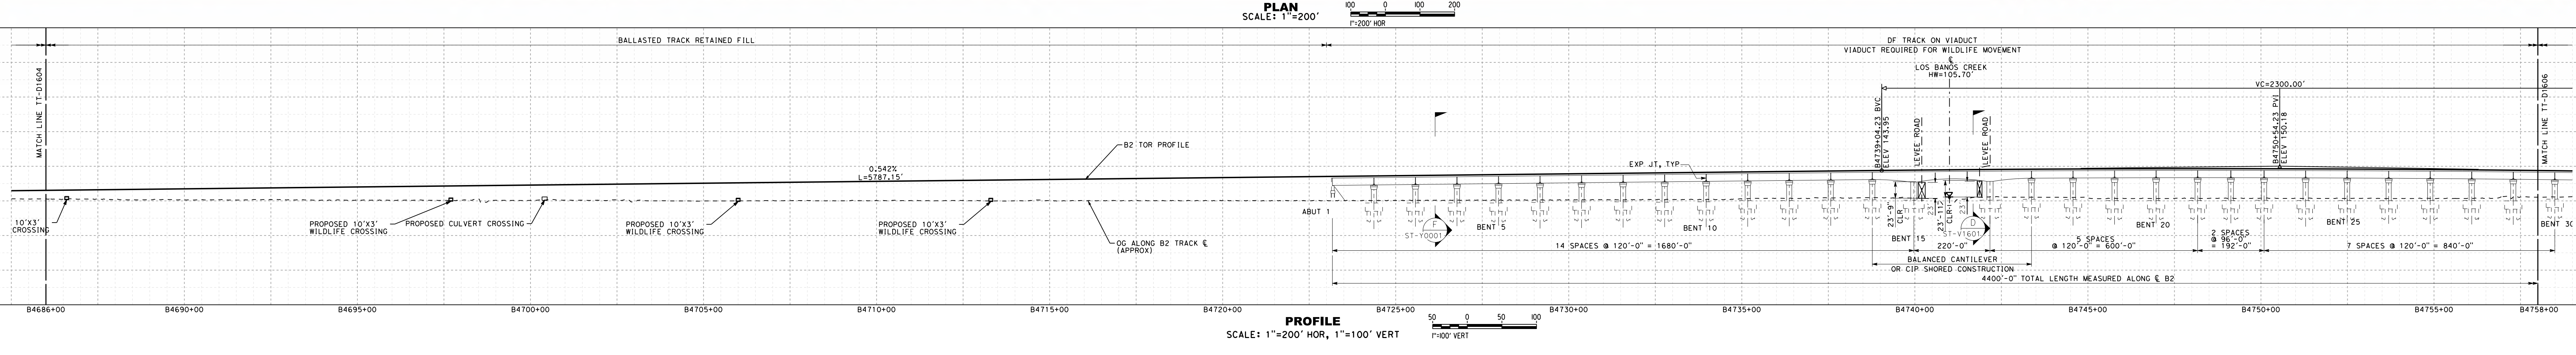 PLAN
SCALE: 1"=200'
100 0 100 200
1"=200' HOR
BALLASTED TRACK RETAINED FILL
DF TRACK ON VIADUCT
VIADUCT REQUIRED FOR WILDLIFE MOVEMENT
℄
LOS BANOS CREEK
HW=105.70'
VC=2300.00'
MATCH LINE TT-D1604
MATCH LINE TT-D1606
B4739+04.23 BVC
ELEV 143.95
LEVEE ROAD
LEVEE ROAD
B4750+54.23 PVI
ELEV 150.18
B2 TOR PROFILE
EXP JT, TYP
0.542%
L=5787.15'
10'X3'
CROSSING
PROPOSED 10'X3'
WILDLIFE CROSSING
PROPOSED CULVERT CROSSING
PROPOSED 10'X3'
WILDLIFE CROSSING
PROPOSED 10'X3'
WILDLIFE CROSSING
OG ALONG B2 TRACK ℄
(APPROX)
ABUT 1
F
ST-Y0001
BENT 5
BENT 10
23'-9"
CLR
BENT 15
23'-11"
CLR
D
ST-V1601
BENT 20
BENT 25
BENT 30
14 SPACES @ 120'-0" = 1680'-0"
220'-0"
5 SPACES
@ 120'-0" = 600'-0"
2 SPACES
@ 96'-0"
= 192'-0"
7 SPACES @ 120'-0" = 840'-0"
BALANCED CANTILEVER
OR CIP SHORED CONSTRUCTION
4400'-0" TOTAL LENGTH MEASURED ALONG ℄ B2
B4686+00 B4690+00 B4695+00 B4700+00 B4705+00 B4710+00 B4715+00 B4720+00 B4725+00 B4730+00 B4735+00 B4740+00 B4745+00 B4750+00 B4755+00 B4758+00
PROFILE
SCALE: 1"=200' HOR, 1"=100' VERT
50 0 50 100
1"=100' VERT